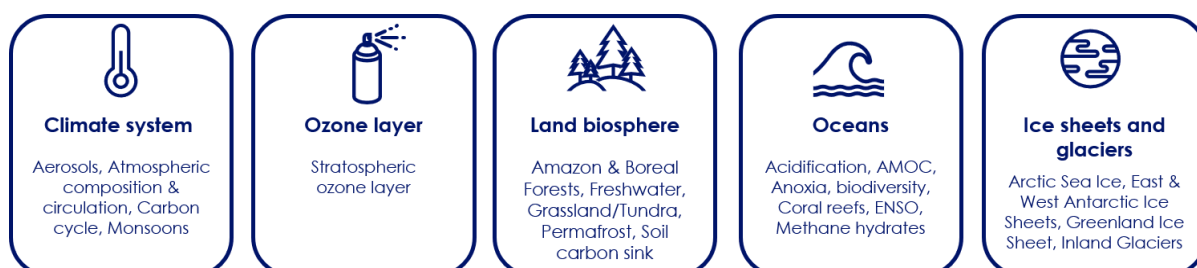 Climate system
Aerosols, Atmospheric
composition &
circulation, Carbon
cycle, Monsoons
Ozone layer
Stratospheric
ozone layer
Land biosphere
Amazon & Boreal
Forests, Freshwater,
Grassland/Tundra,
Permafrost, Soil
carbon sink
Oceans
Acidification, AMOC,
Anoxia, biodiversity,
Coral reefs, ENSO,
Methane hydrates
Ice sheets and
glaciers
Arctic Sea Ice, East &
West Antarctic Ice
Sheets, Greenland Ice
Sheet, Inland Glaciers